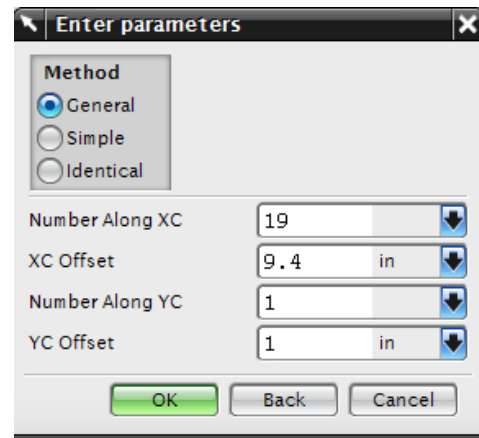 Enter parameters
Method
General
Simple
Identical
Number Along XC 19
XC Offset 9.4 in
Number Along YC 1
YC Offset 1 in
OK Back Cancel